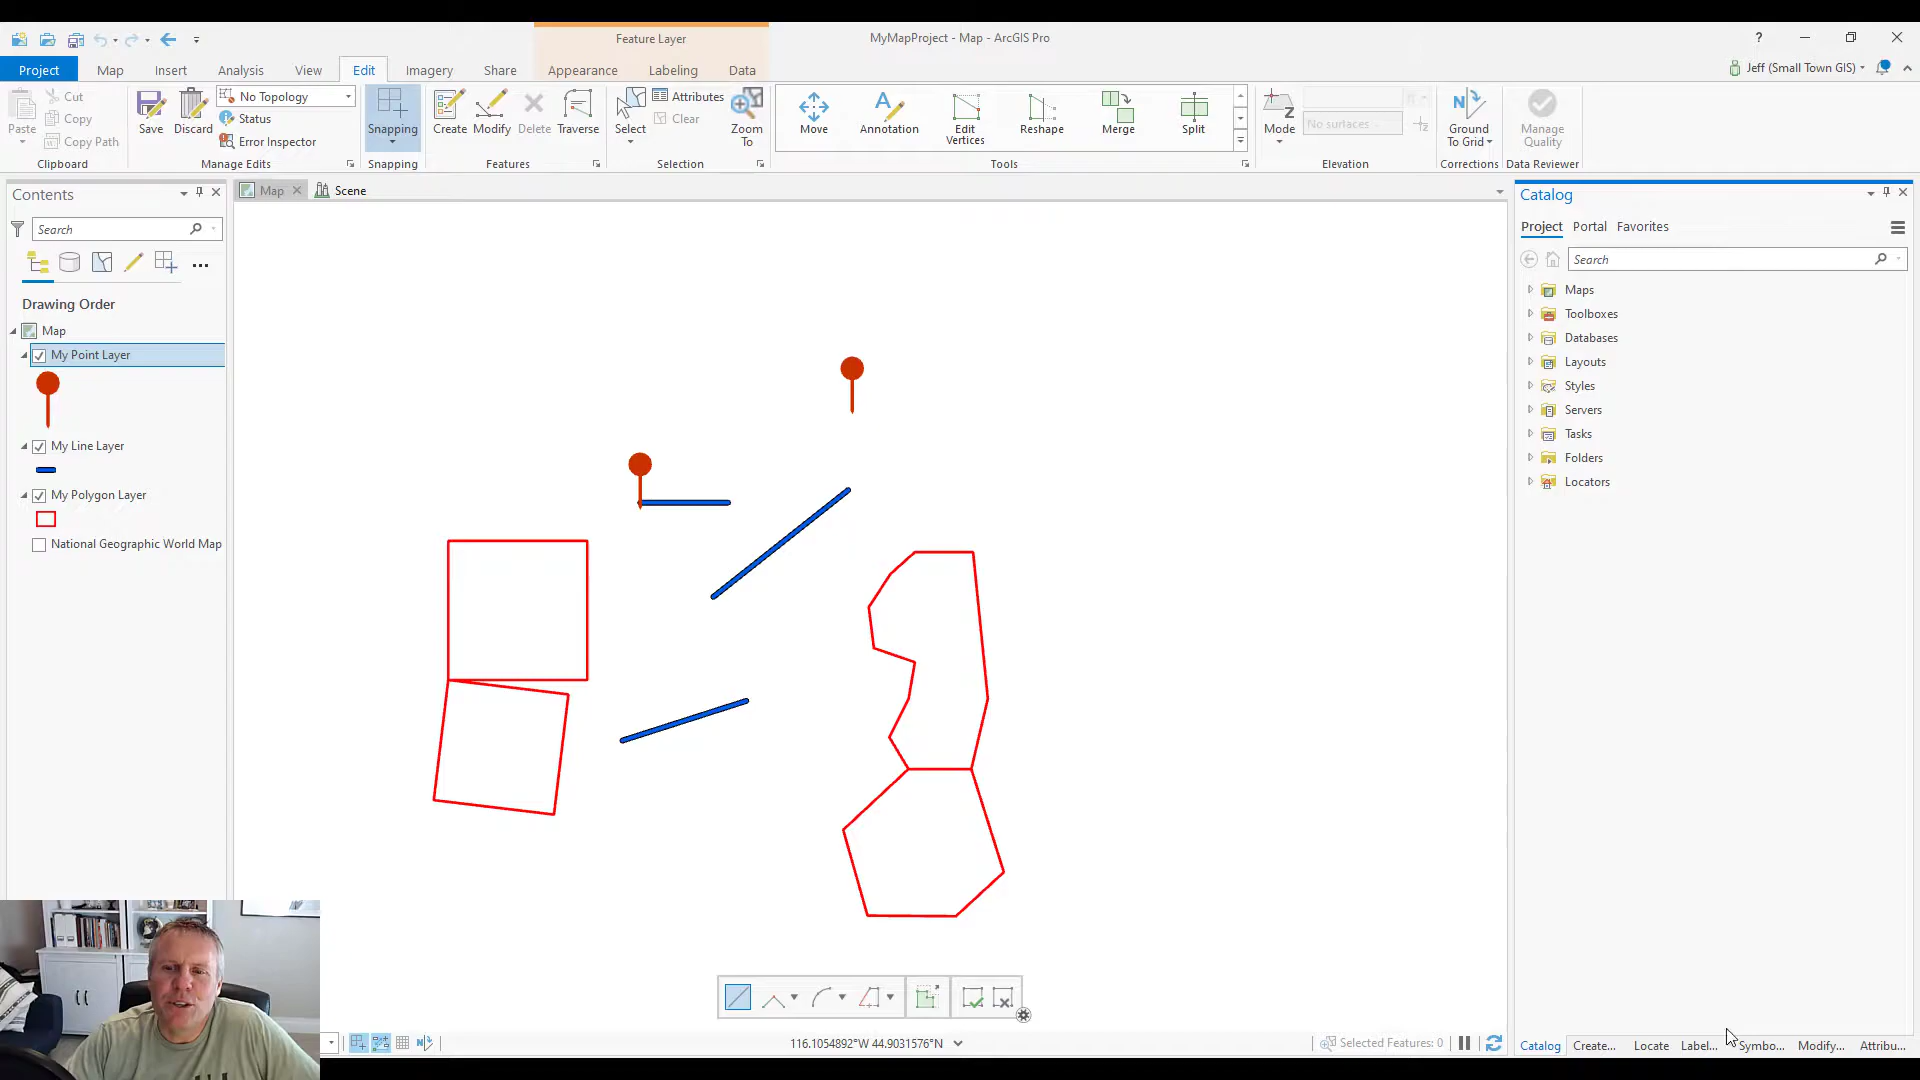 Feature Layer
MyMapProject - Map - ArcGIS Pro
?
Project Map Insert Analysis View Edit Imagery Share Appearance Labeling Data
Jeff (Small Town GIS)
Paste
Cut
Copy
Copy Path
Clipboard
Save
Discard
No Topology
Status
Error Inspector
Manage Edits
Snapping
Snapping
Create
Modify
Delete
Traverse
Features
Select
Attributes
Clear
Zoom To
Selection
Move
Annotation
Edit Vertices
Reshape
Merge
Split
Tools
Mode
No surfaces
Elevation
Ground To Grid
Corrections
Manage Quality
Data Reviewer
Contents
Search
Drawing Order
Map
My Point Layer
My Line Layer
My Polygon Layer
National Geographic World Map
Map
Scene
116.1054892°W 44.9031576°N
Selected Features: 0
Catalog
Project Portal Favorites
Search
Maps
Toolboxes
Databases
Layouts
Styles
Servers
Tasks
Folders
Locators
Catalog Create... Locate Label... Symbo... Modify... Attribu...